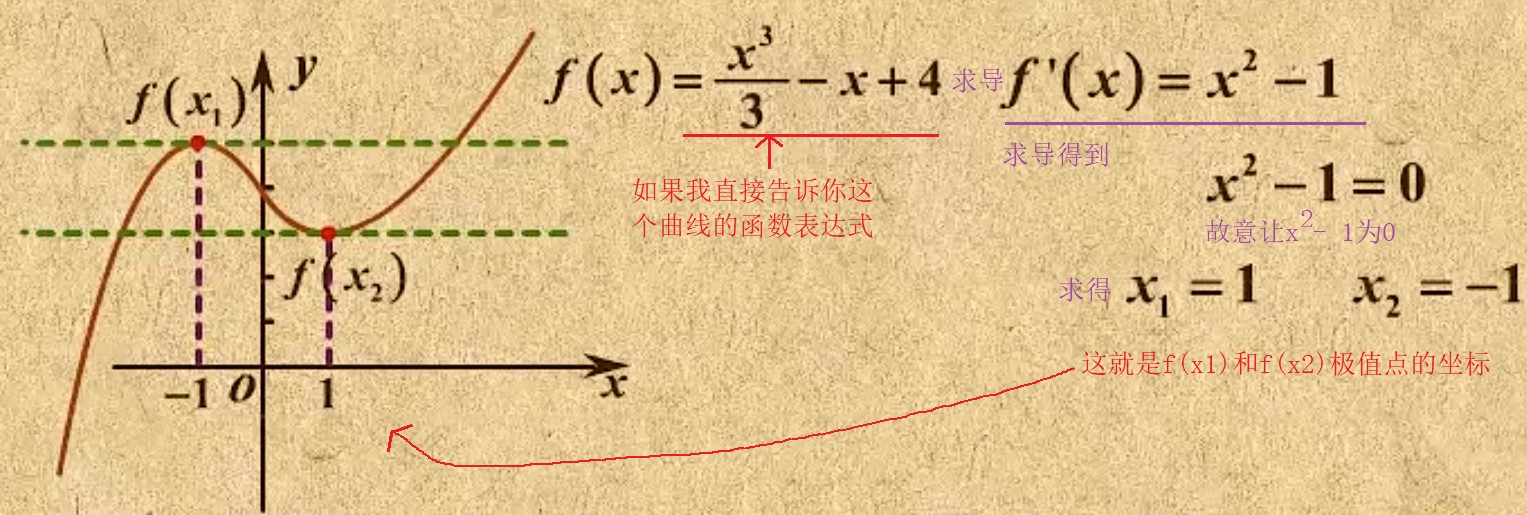 y
f(x₁)
f(x) = x³/3 − x + 4 求导 f'(x) = x² − 1
求导得到
如果我直接告诉你这
个曲线的函数表达式
x² − 1 = 0
故意让x²- 1为0
f(x₂)
求得 x₁ = 1 x₂ = −1
这就是f(x1)和f(x2)极值点的坐标
−1 o 1 x